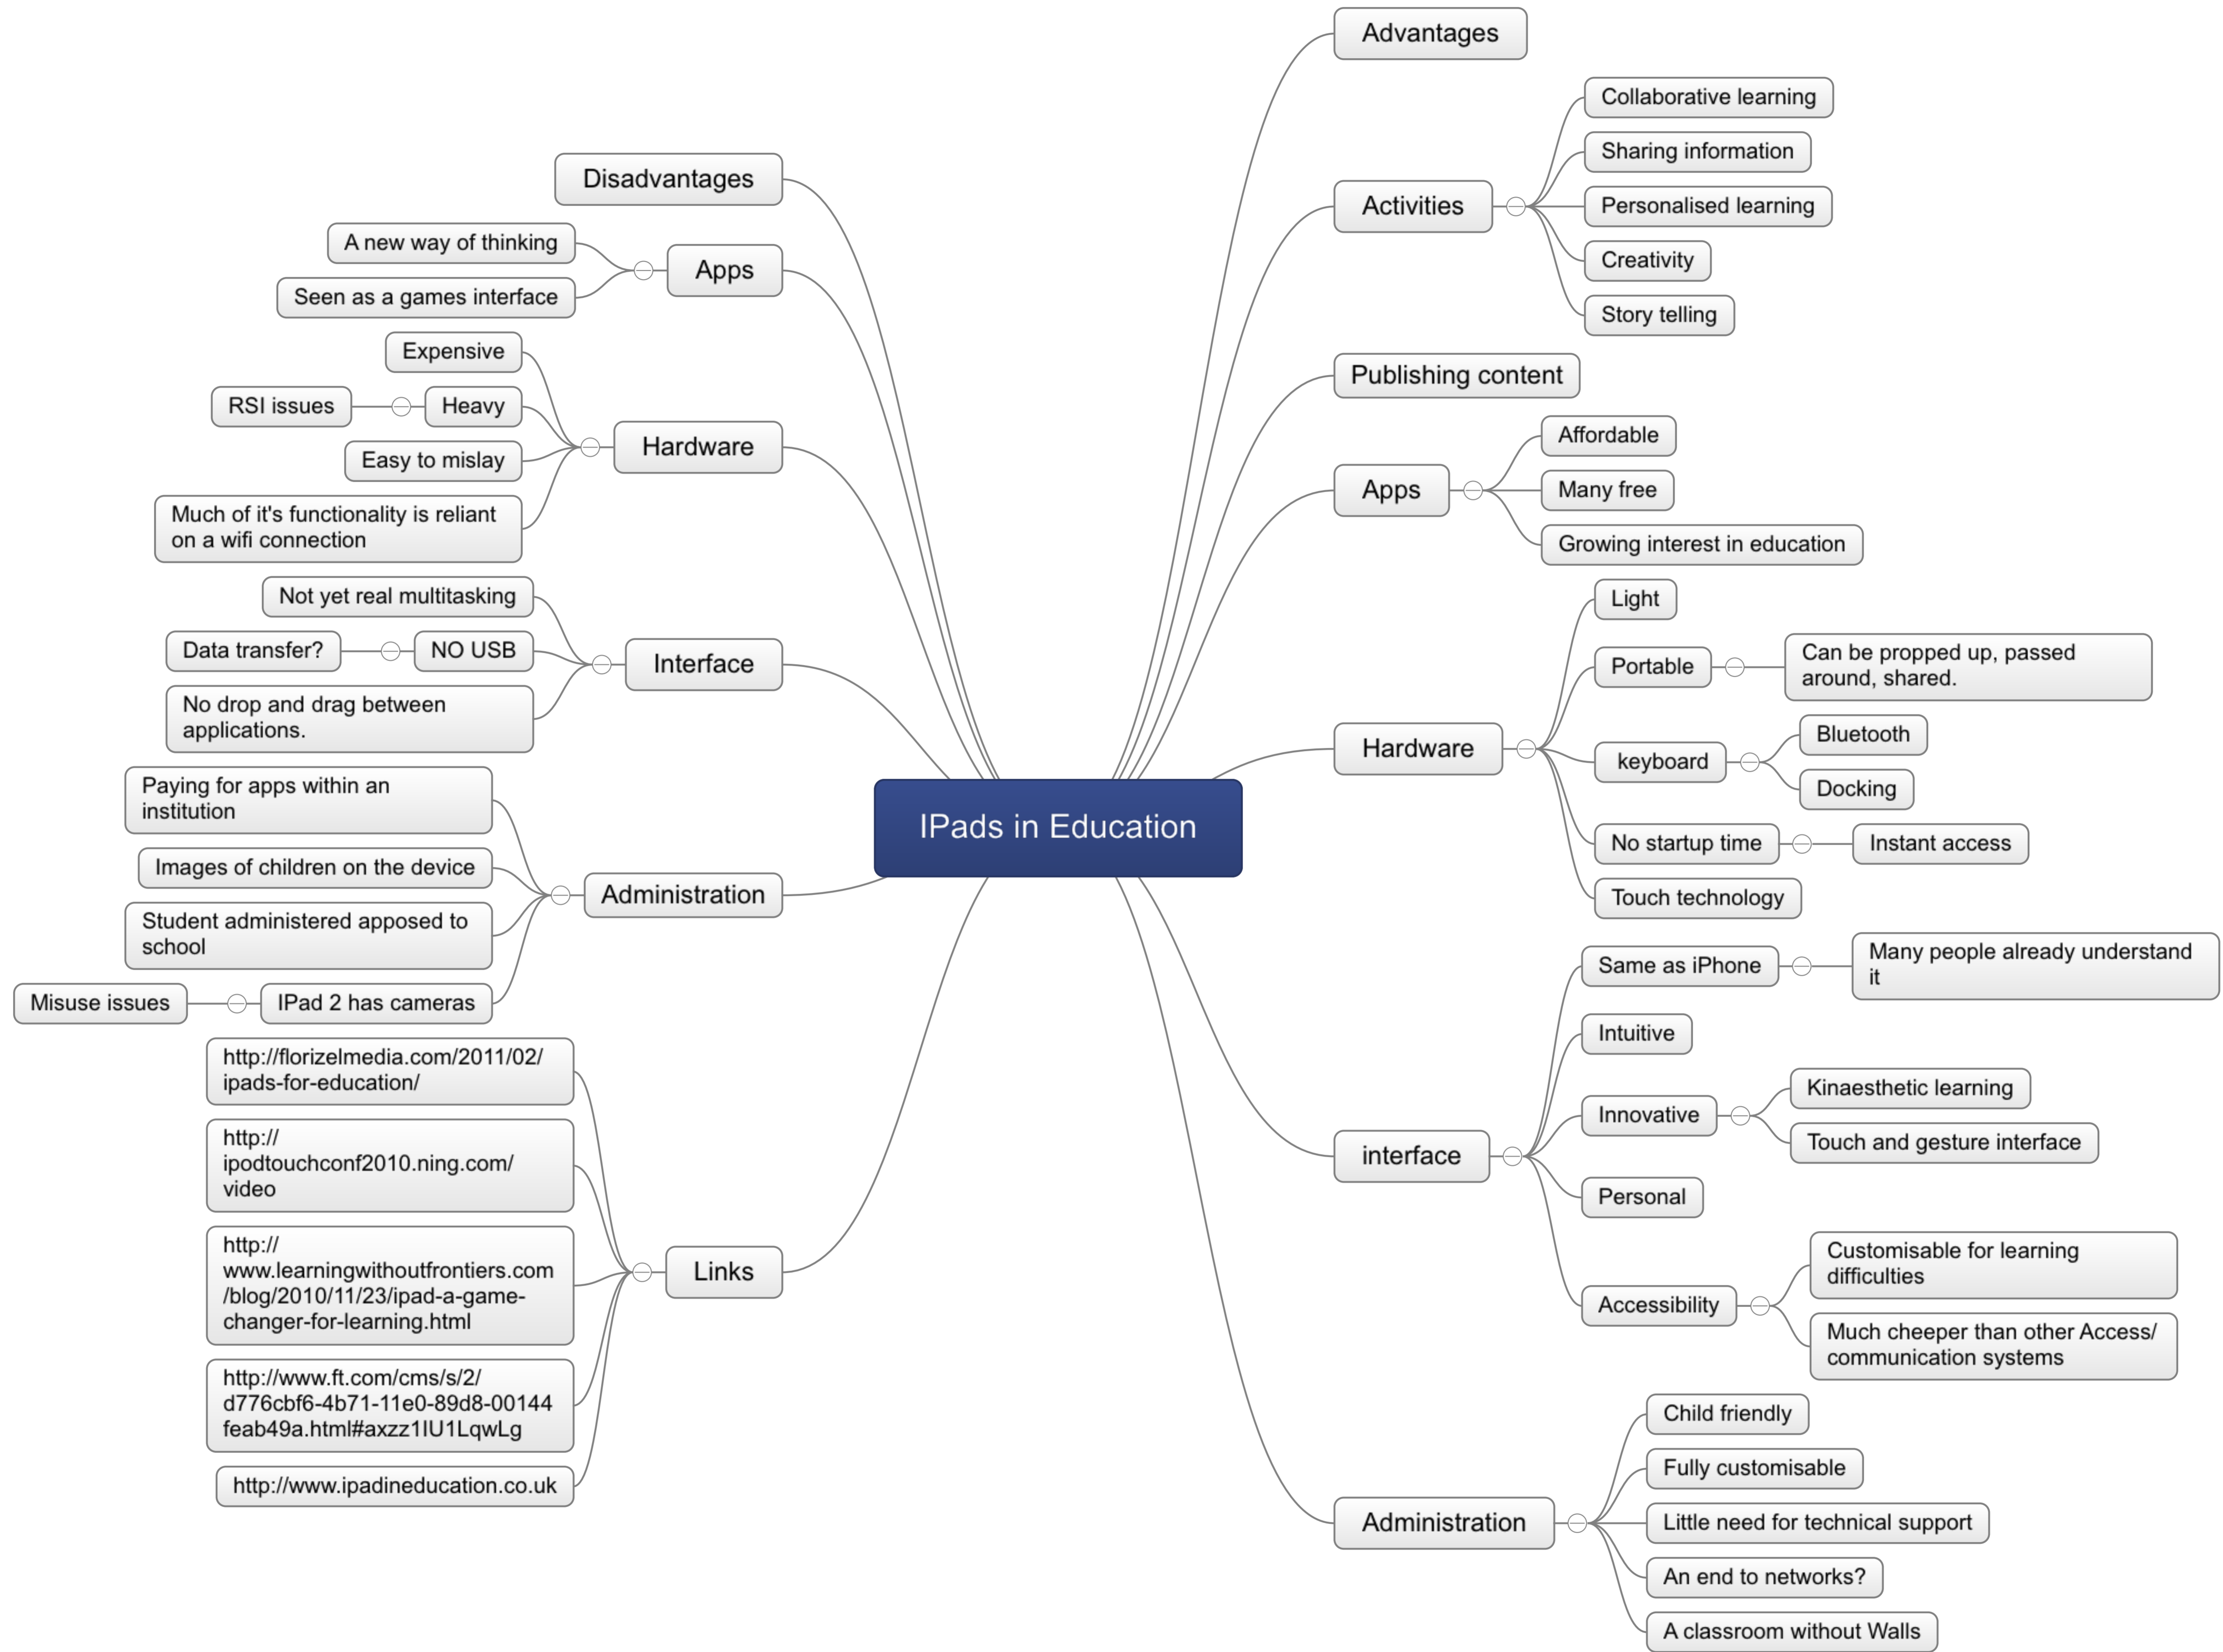 IPads in Education
Advantages
Activities
Collaborative learning
Sharing information
Personalised learning
Creativity
Story telling
Publishing content
Apps
Affordable
Many free
Growing interest in education
Hardware
Light
Portable
Can be propped up, passed
around, shared.
keyboard
Bluetooth
Docking
No startup time
Instant access
Touch technology
interface
Same as iPhone
Many people already understand
it
Intuitive
Innovative
Kinaesthetic learning
Touch and gesture interface
Personal
Accessibility
Customisable for learning
difficulties
Much cheeper than other Access/
communication systems
Administration
Child friendly
Fully customisable
Little need for technical support
An end to networks?
A classroom without Walls
Disadvantages
Apps
A new way of thinking
Seen as a games interface
Hardware
Expensive
Heavy
RSI issues
Easy to mislay
Much of it's functionality is reliant
on a wifi connection
Interface
Not yet real multitasking
NO USB
Data transfer?
No drop and drag between
applications.
Administration
Paying for apps within an
institution
Images of children on the device
Student administered apposed to
school
IPad 2 has cameras
Misuse issues
Links
http://florizelmedia.com/2011/02/
ipads-for-education/
http://
ipodtouchconf2010.ning.com/
video
http://
www.learningwithoutfrontiers.com
/blog/2010/11/23/ipad-a-game-
changer-for-learning.html
http://www.ft.com/cms/s/2/
d776cbf6-4b71-11e0-89d8-00144
feab49a.html#axzz1IU1LqwLg
http://www.ipadineducation.co.uk